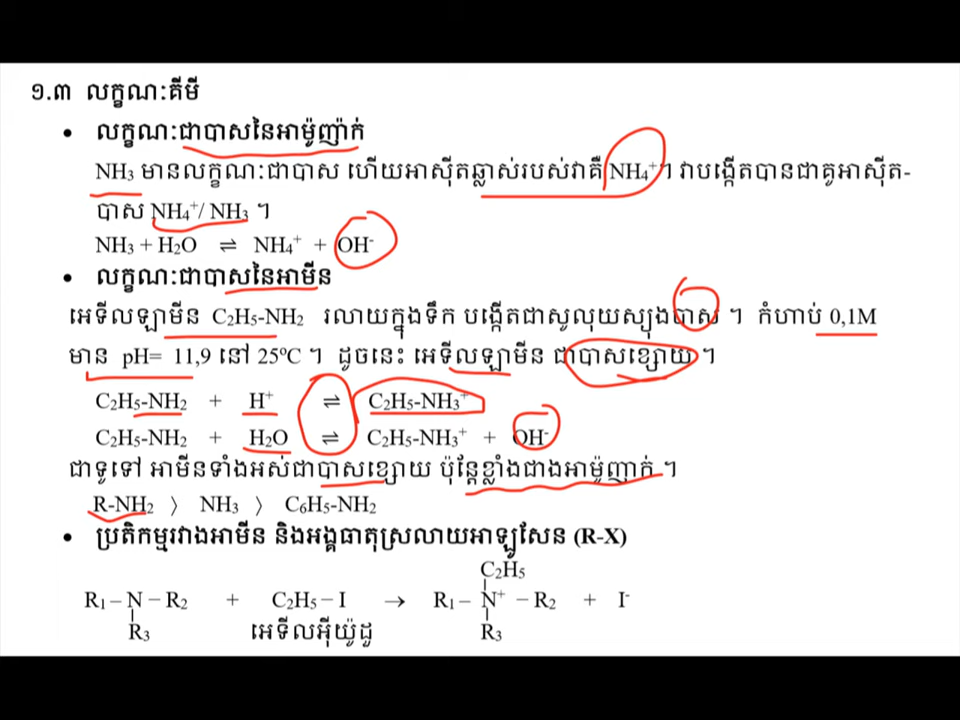 ១.៣ លក្ខណៈគីមី
• លក្ខណៈជាបាសនៃអាម៉ូញ៉ាក់
NH₃ មានលក្ខណៈជាបាស ហើយអាស៊ីតឆ្លាស់របស់វាគឺ NH₄⁺។ វាបង្កើតបានជាគូអាស៊ីត-
បាស NH₄⁺/ NH₃ ។
NH₃ + H₂O ⇌ NH₄⁺ + OH⁻
• លក្ខណៈជាបាសនៃអាមីន
អេទីលឡាមីន C₂H₅-NH₂ រលាយក្នុងទឹក បង្កើតជាសូលុយស្យុងបាស ។ កំហាប់ 0,1M
មាន pH= 11,9 នៅ 25⁰C ។ ដូចនេះ អេទីលឡាមីន ជាបាសខ្សោយ ។
C₂H₅-NH₂ + H⁺ ⇌ C₂H₅-NH₃⁺
C₂H₅-NH₂ + H₂O ⇌ C₂H₅-NH₃⁺ + OH⁻
ជាទូទៅ អាមីនទាំងអស់ជាបាសខ្សោយ ប៉ុន្តែខ្លាំងជាងអាម៉ូញាក់ ។
R-NH₂ 〉 NH₃ 〉 C₆H₅-NH₂
• ប្រតិកម្មរវាងអាមីន និងអង្គធាតុស្រលាយអាឡូសែន (R-X)
C₂H₅
R₁ – N – R₂ + C₂H₅ – I → R₁ – N⁺ – R₂ + I⁻
R₃ អេទីលអ៊ីយ៉ូដួ R₃